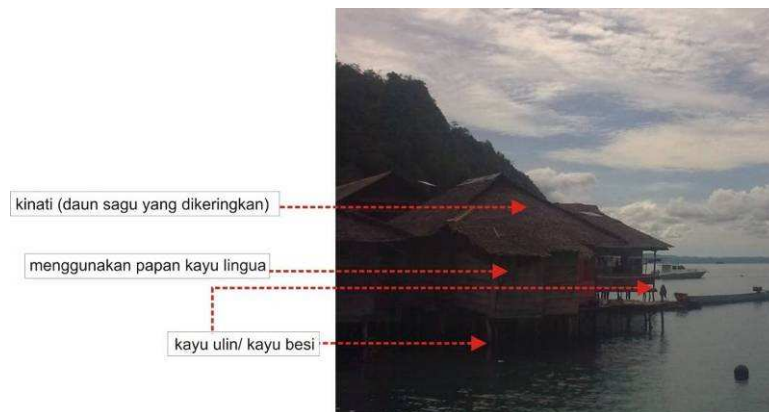 kinati (daun sagu yang dikeringkan)
menggunakan papan kayu lingua
kayu ulin/ kayu besi